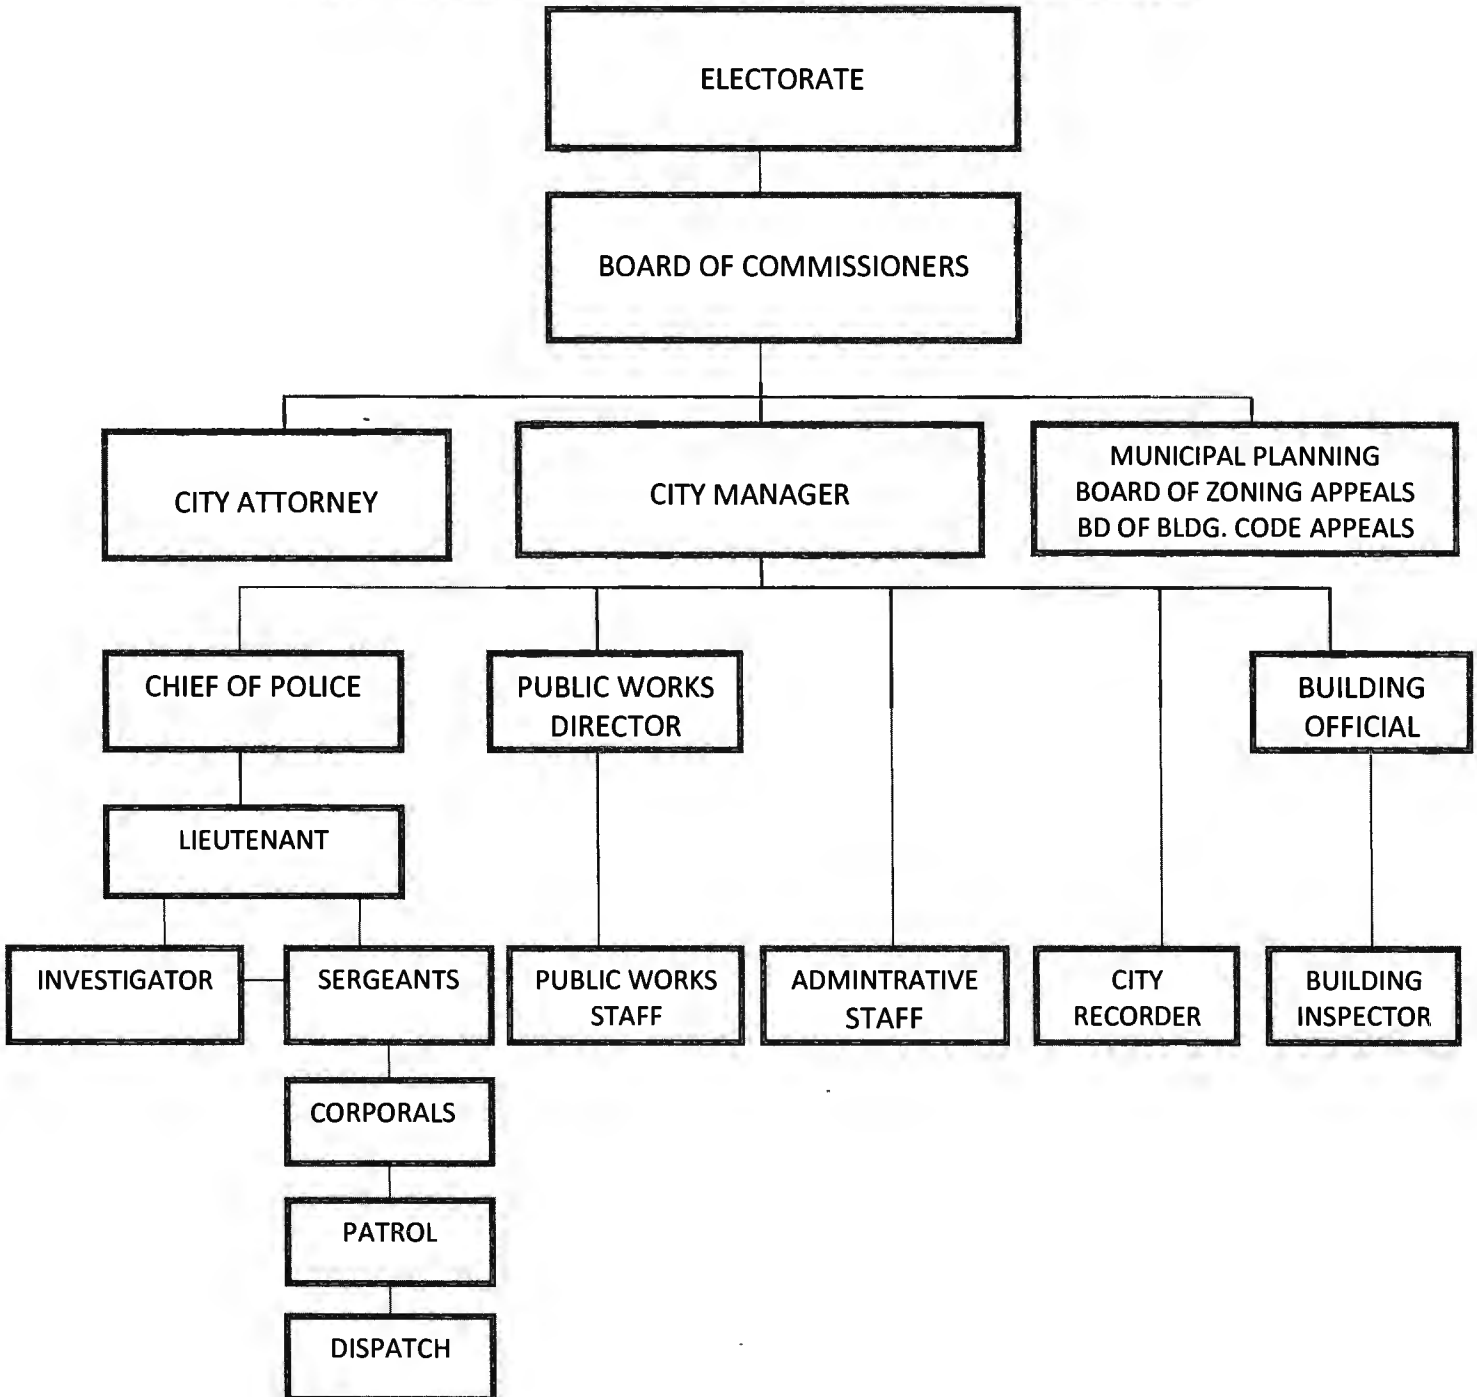 ELECTORATE
BOARD OF COMMISSIONERS
CITY ATTORNEY
CITY MANAGER
MUNICIPAL PLANNING
BOARD OF ZONING APPEALS
BD OF BLDG. CODE APPEALS
CHIEF OF POLICE
PUBLIC WORKS
DIRECTOR
BUILDING
OFFICIAL
LIEUTENANT
INVESTIGATOR
SERGEANTS
PUBLIC WORKS
STAFF
ADMINTRATIVE
STAFF
CITY
RECORDER
BUILDING
INSPECTOR
CORPORALS
PATROL
DISPATCH